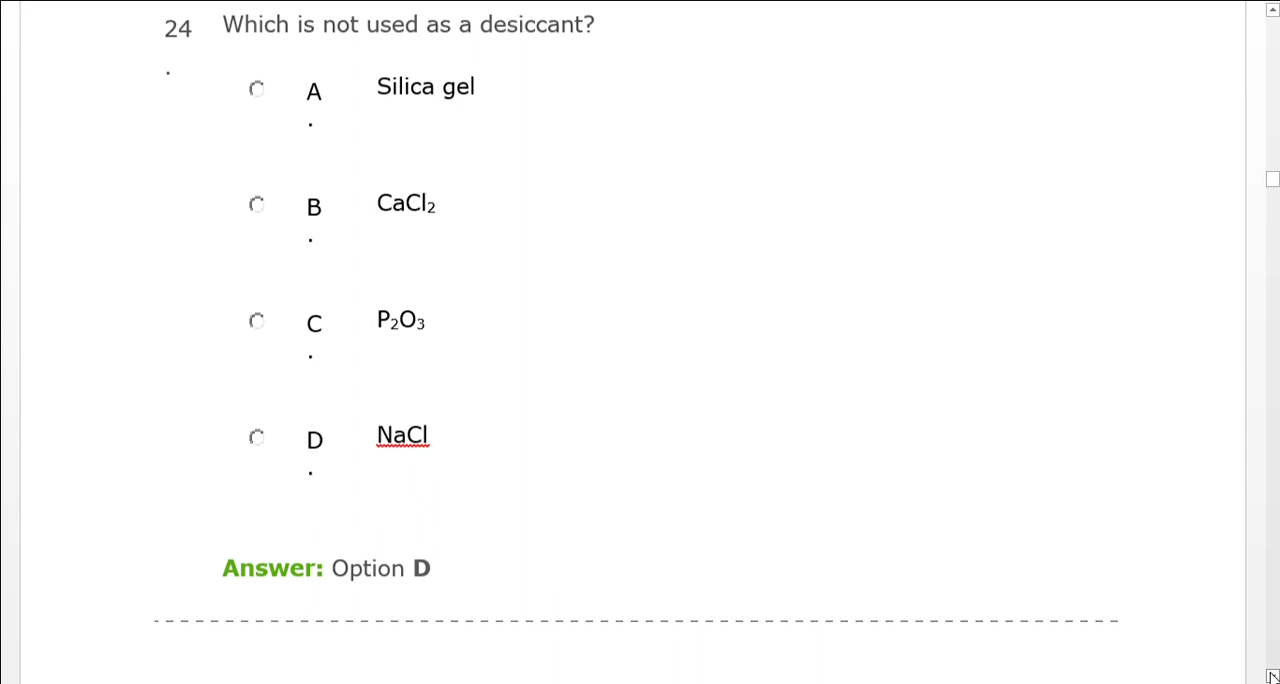 24 Which is not used as a desiccant?
.
A Silica gel
.
B CaCl₂
.
C P₂O₃
.
D NaCl
.
Answer: Option D